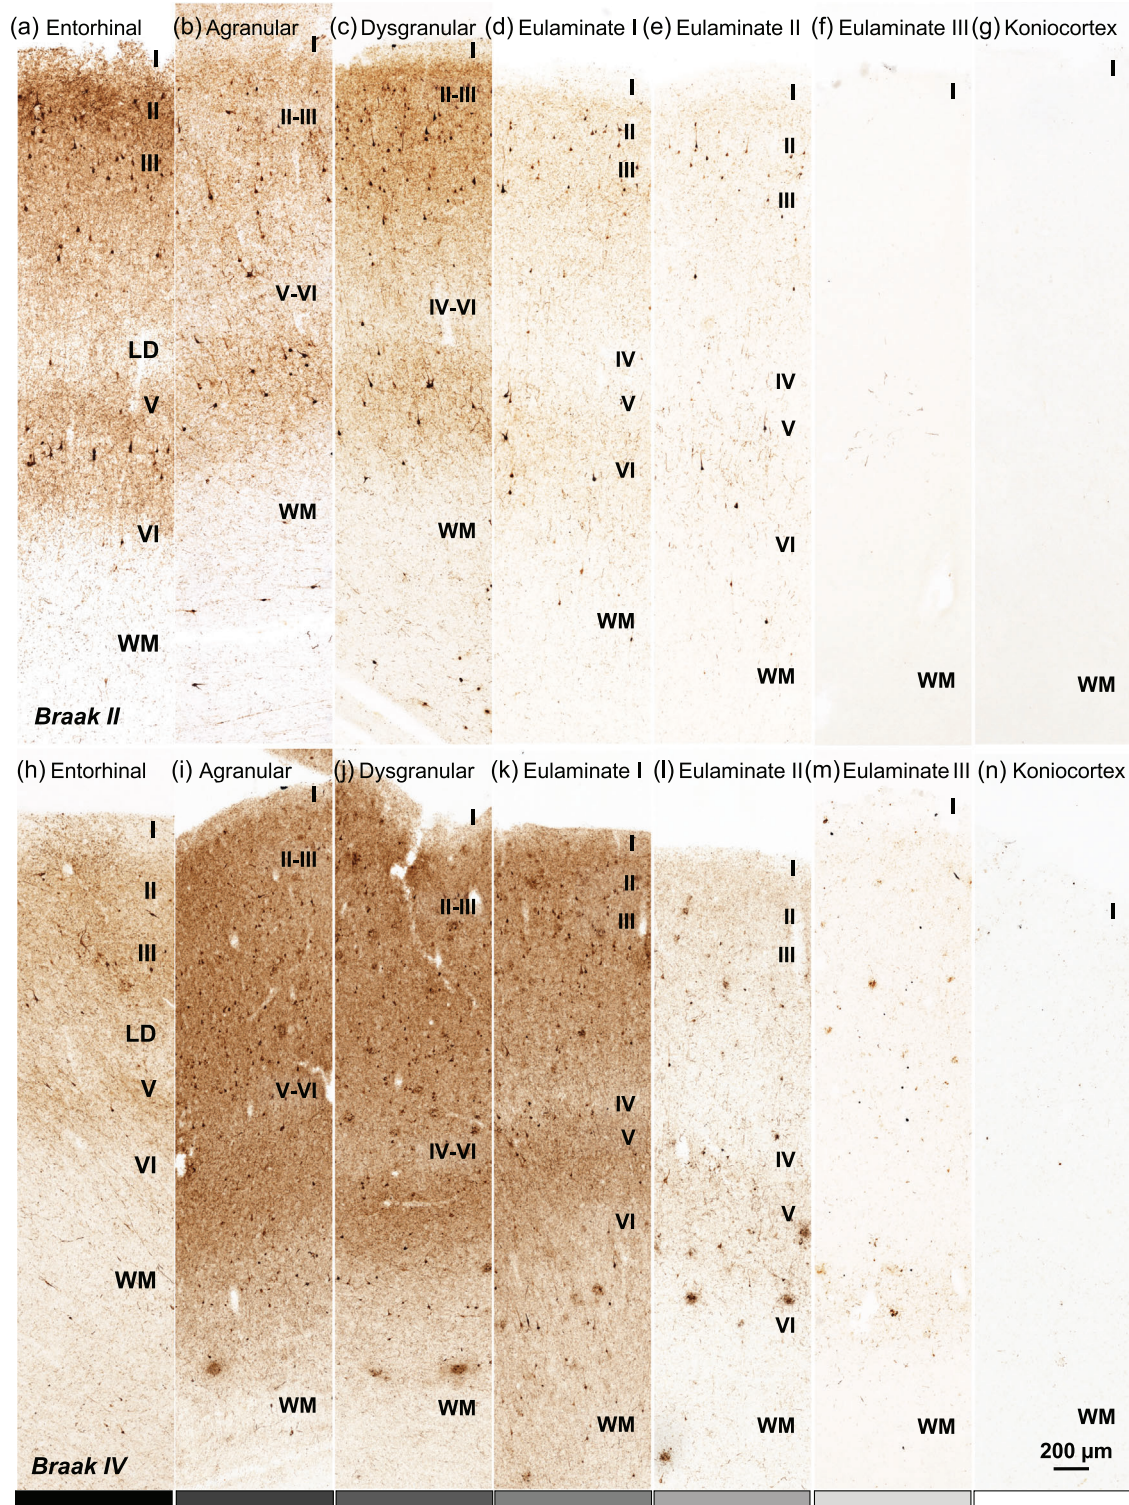 (a) Entorhinal
I
II
III
LD
V
VI
WM
Braak II
(b) Agranular
I
II-III
V-VI
WM
(c) Dysgranular
I
II-III
IV-VI
WM
(d) Eulaminate I
I
II
III
IV
V
VI
WM
(e) Eulaminate II
I
II
III
IV
V
VI
WM
(f) Eulaminate III
I
WM
(g) Koniocortex
I
WM
(h) Entorhinal
I
II
III
LD
V
VI
WM
Braak IV
(i) Agranular
I
II-III
V-VI
WM
(j) Dysgranular
I
II-III
IV-VI
WM
(k) Eulaminate I
I
II
III
IV
V
VI
WM
(l) Eulaminate II
I
II
III
IV
V
VI
WM
(m) Eulaminate III
I
WM
(n) Koniocortex
I
WM
200 μm